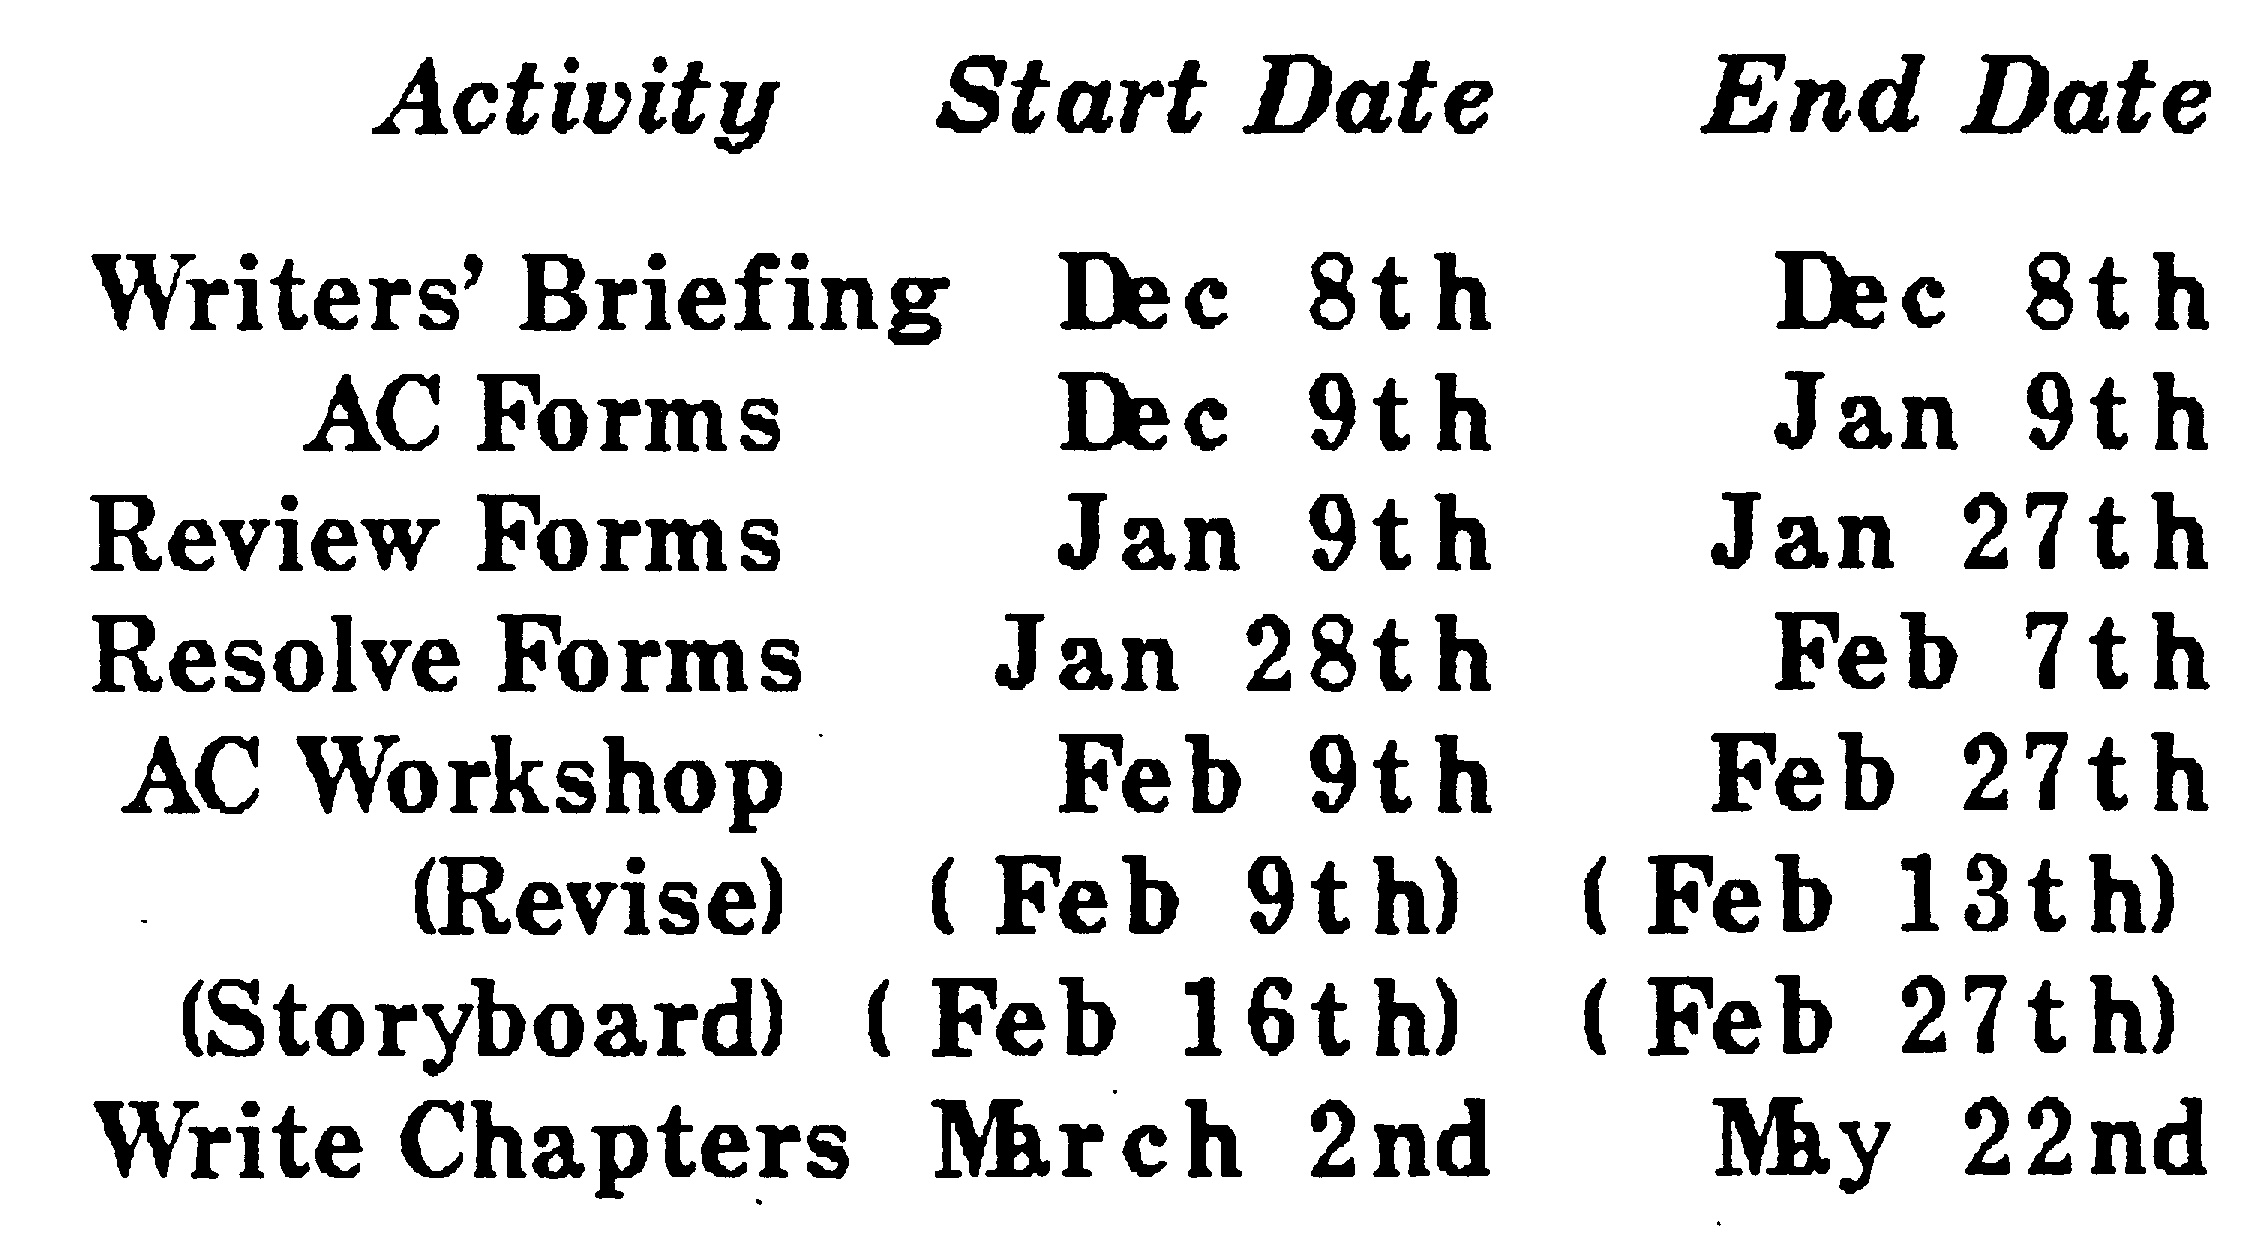 Activity Start Date End Date
Writers' Briefing Dec 8th Dec 8th
AC Forms Dec 9th Jan 9th
Review Forms Jan 9th Jan 27th
Resolve Forms Jan 28th Feb 7th
AC Workshop Feb 9th Feb 27th
(Revise) (Feb 9th) (Feb 13th)
(Storyboard) (Feb 16th) (Feb 27th)
Write Chapters March 2nd May 22nd